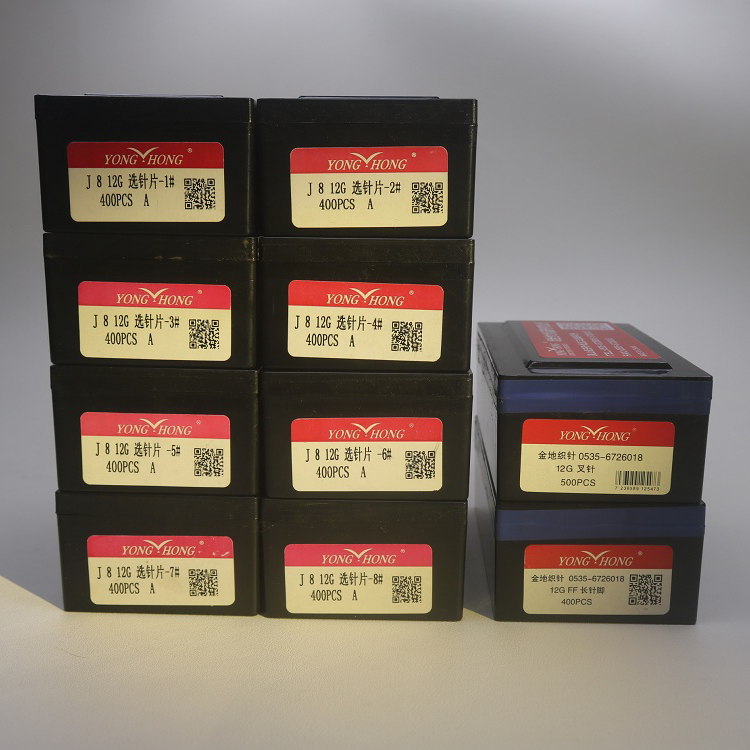 YONG HONG ®
J 8 12G 选针片-1#
400PCS A
YONG HONG ®
J 8 12G 选针片-2#
400PCS A
YONG HONG ®
J 8 12G 选针片-3#
400PCS A
YONG HONG ®
J 8 12G 选针片-4#
400PCS A
YONG HONG ®
J 8 12G 选针片 -5#
400PCS A
YONG HONG ®
J 8 12G 选针片 -6#
400PCS A
YONG HONG ®
J 8 12G 选针片-7#
400PCS A
YONG HONG ®
J 8 12G 选针片-8#
400PCS A
YONG HONG ®
金地织针 0535-6726018
12G 叉针
500PCS
YONG HONG ®
金地织针 0535-6726018
12G FF 长针脚
400PCS